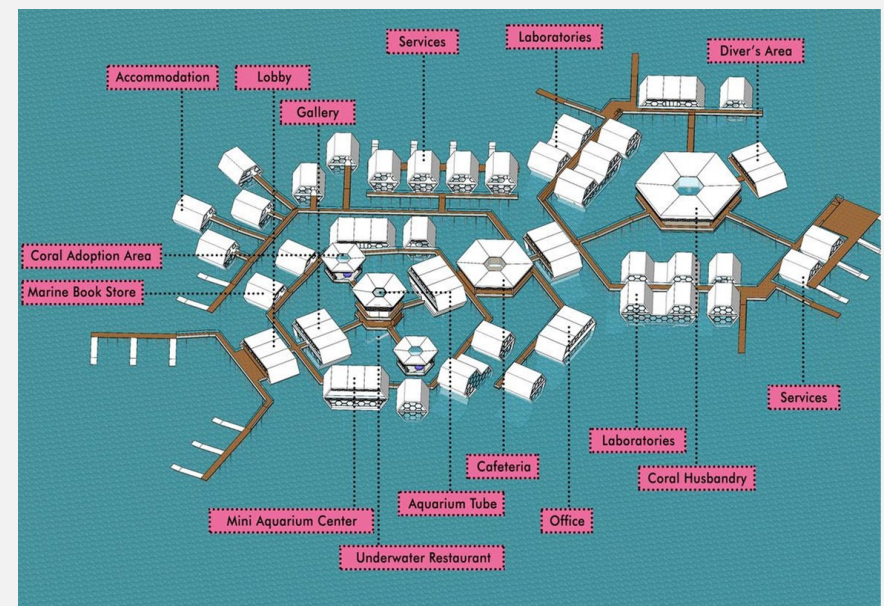 Services
Laboratories
Diver's Area
Accommodation
Lobby
Gallery
Coral Adoption Area
Marine Book Store
Services
Laboratories
Cafeteria
Coral Husbandry
Aquarium Tube
Mini Aquarium Center
Office
Underwater Restaurant